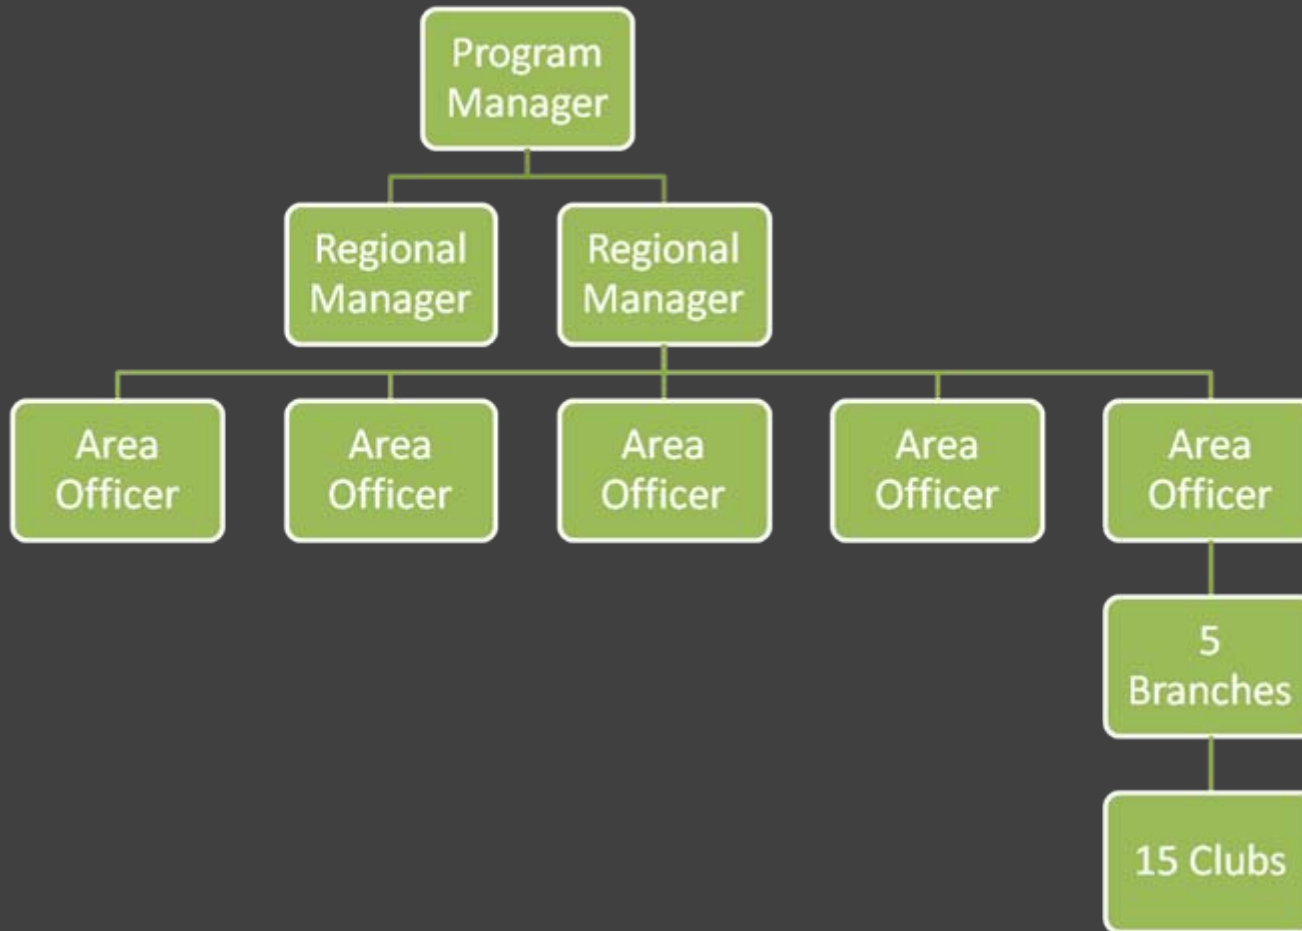 Program
Manager
Regional
Manager
Regional
Manager
Area
Officer
Area
Officer
Area
Officer
Area
Officer
Area
Officer
5
Branches
15 Clubs